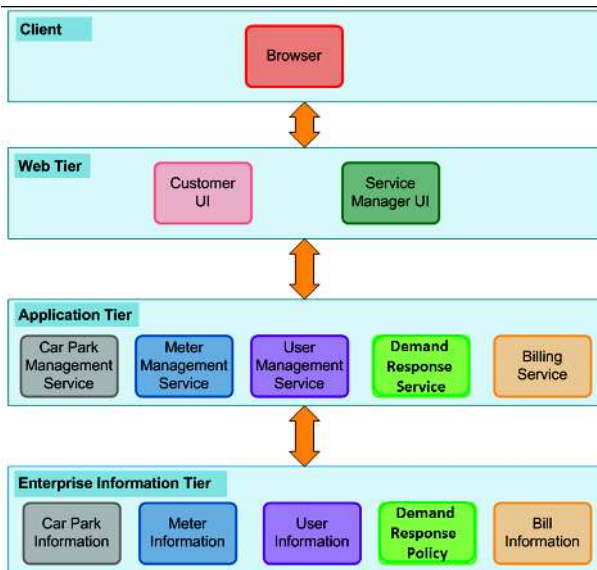 Client
Browser
Web Tier
Customer
UI
Service
Manager UI
Application Tier
Car Park
Management
Service
Meter
Management
Service
User
Management
Service
Demand
Response
Service
Billing
Service
Enterprise Information Tier
Car Park
Information
Meter
Information
User
Information
Demand
Response
Policy
Bill
Information